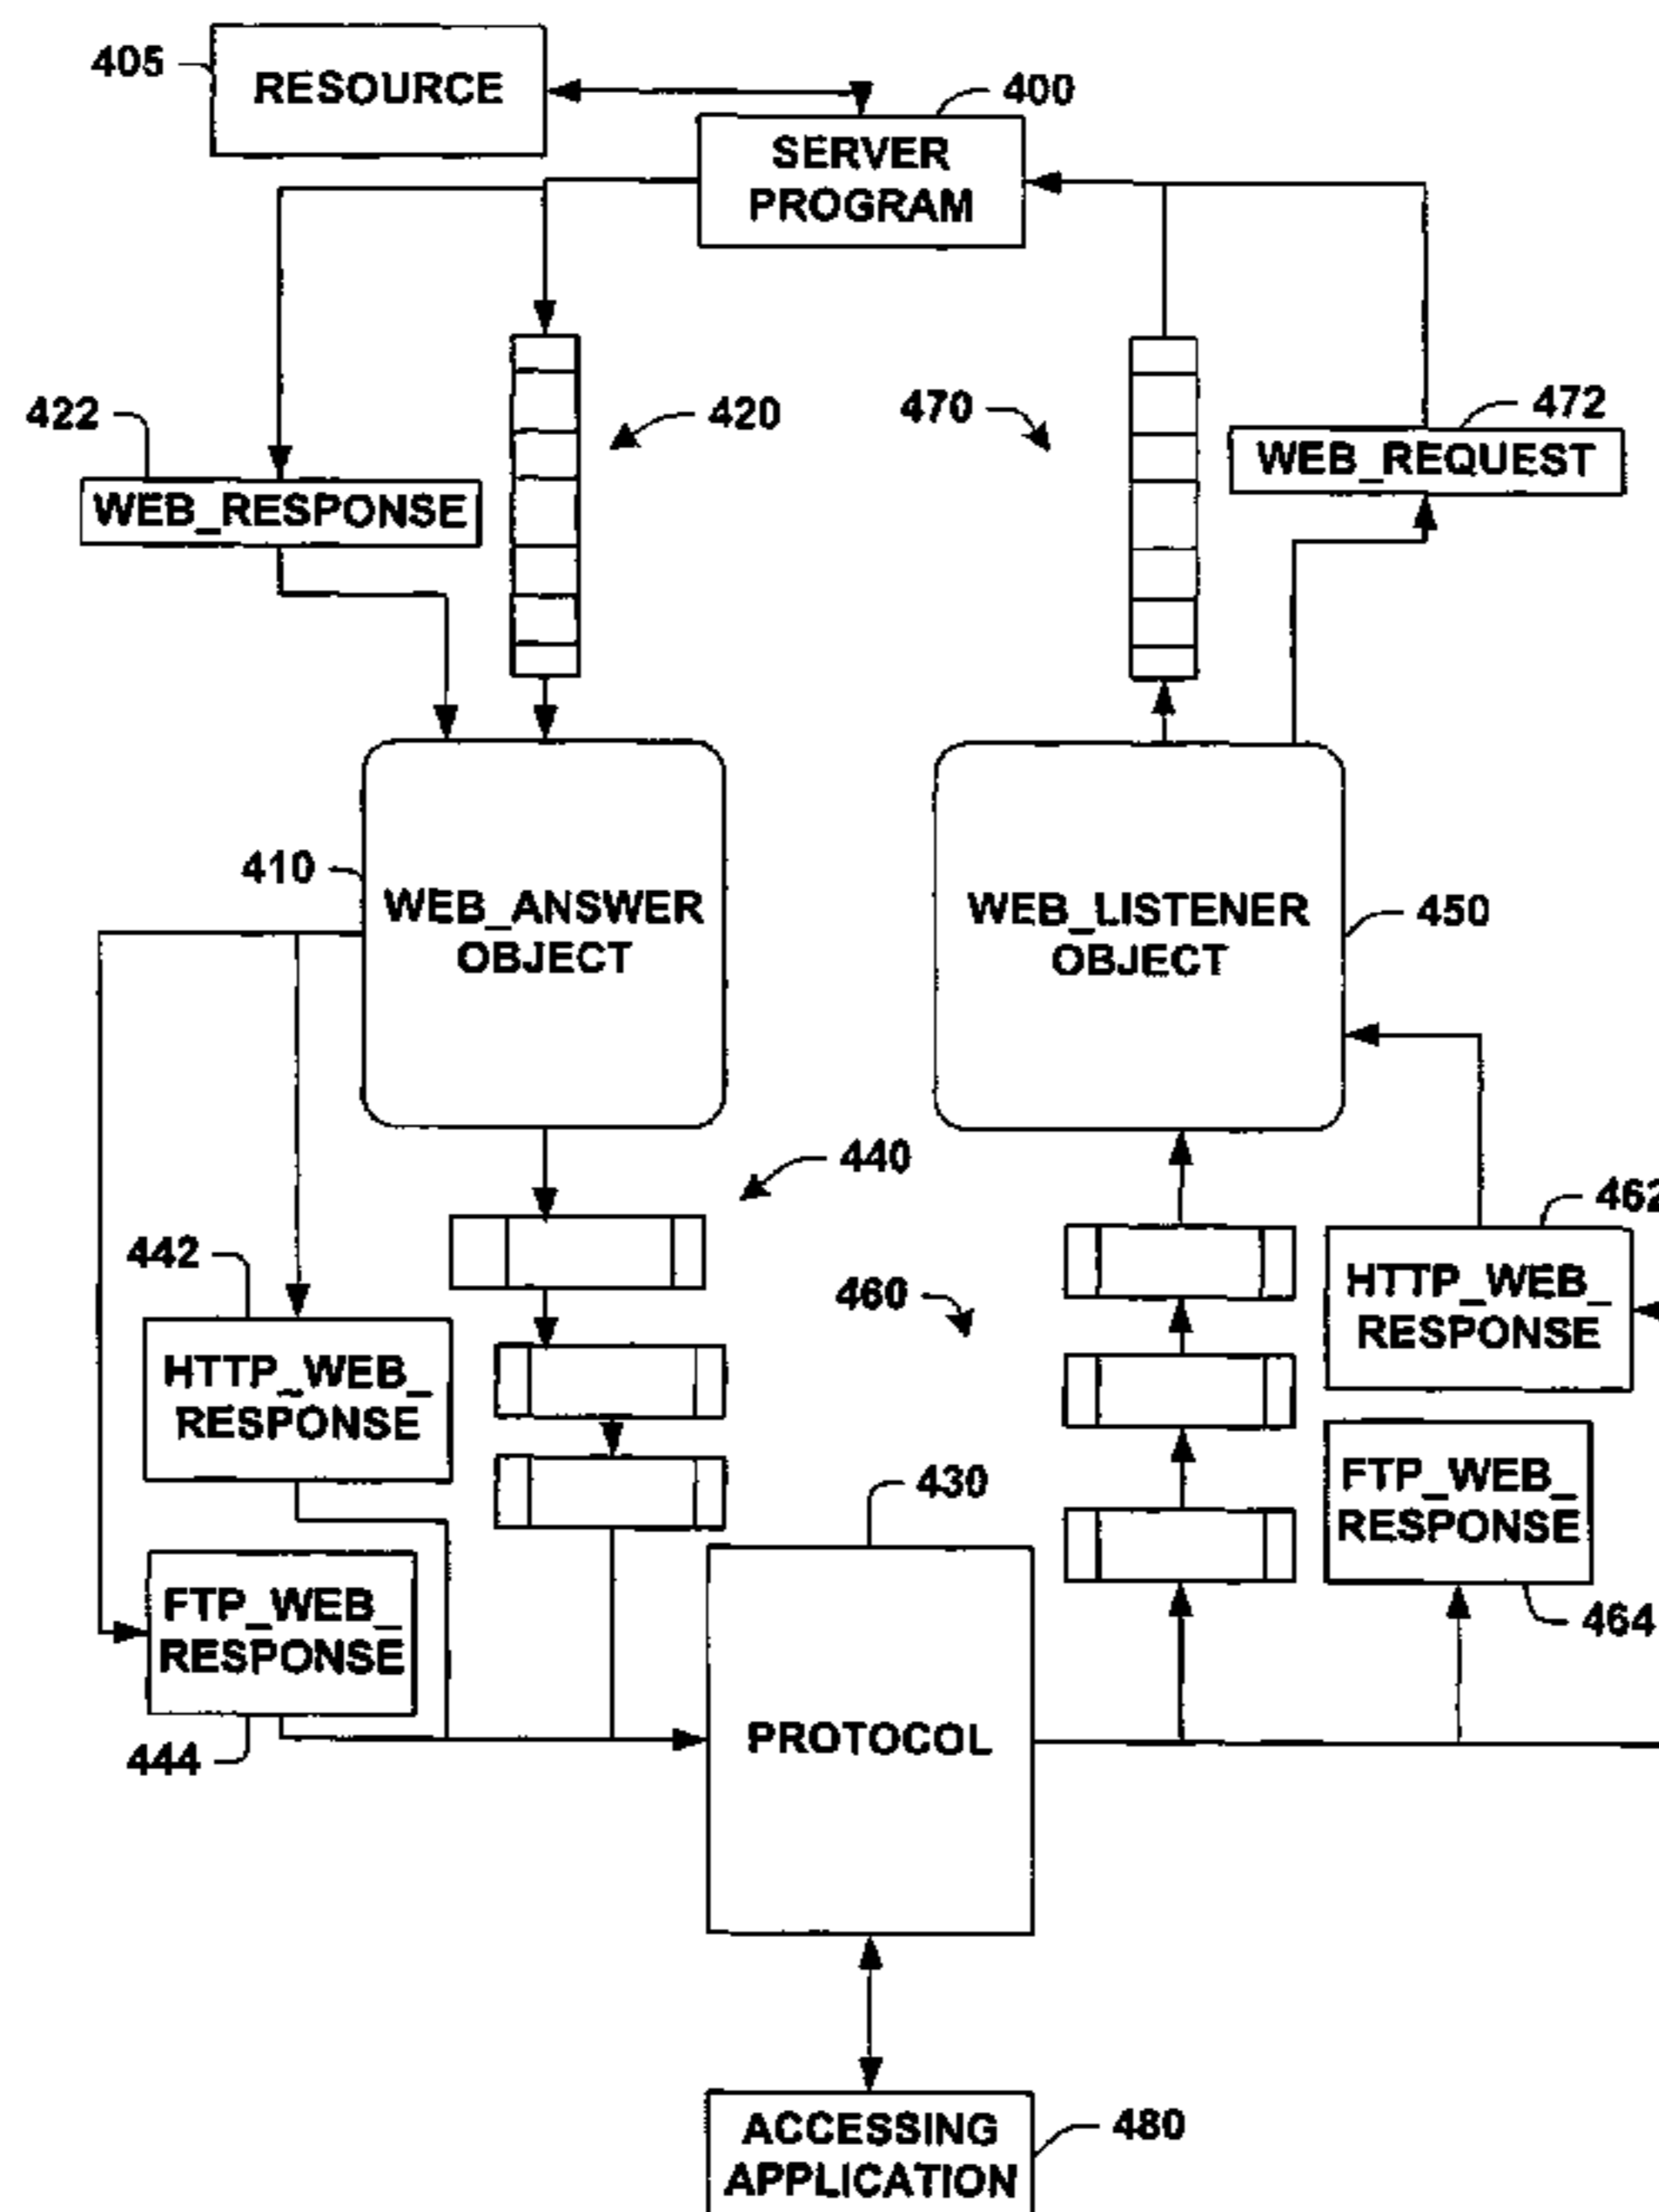 405
RESOURCE
400
SERVER
PROGRAM
422
WEB_RESPONSE
420
470
472
WEB_REQUEST
410
WEB_ANSWER
OBJECT
WEB_LISTENER
OBJECT
450
440
442
HTTP_WEB_
RESPONSE
460
462
HTTP_WEB_
RESPONSE
430
FTP_WEB_
RESPONSE
464
FTP_WEB_
RESPONSE
444
PROTOCOL
ACCESSING
APPLICATION
480